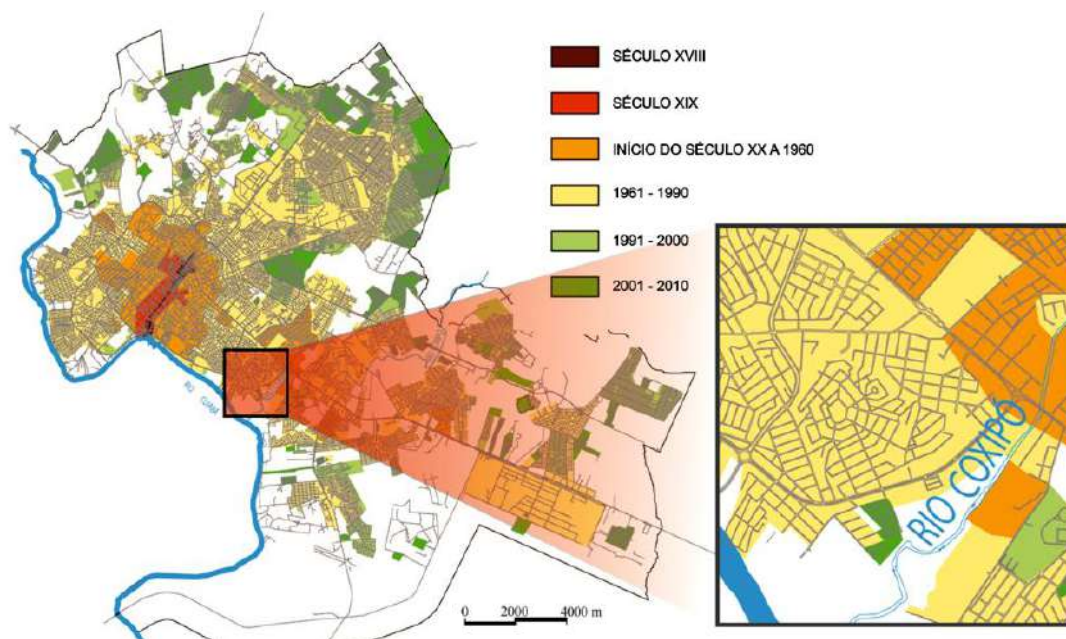 SÉCULO XVIII
SÉCULO XIX
INÍCIO DO SÉCULO XX A 1960
1961 - 1990
1991 - 2000
2001 - 2010
RIO COXIPO
0 2000 4000 m